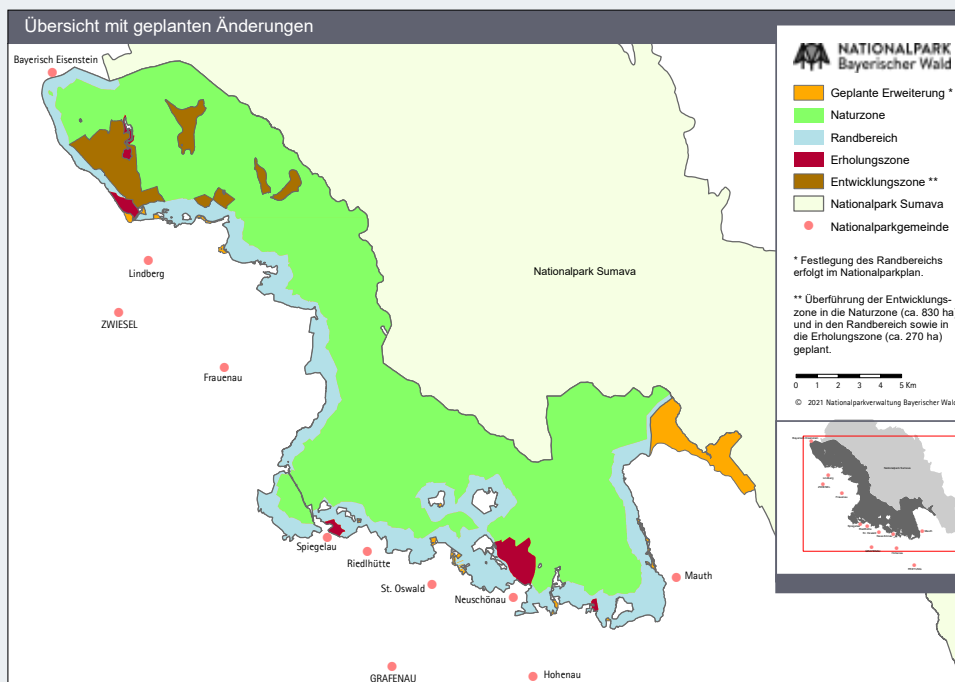 Übersicht mit geplanten Änderungen
NATIONALPARK
Bayerischer Wald
Geplante Erweiterung *
Naturzone
Randbereich
Erholungszone
Entwicklungszone **
Nationalpark Sumava
Nationalparkgemeinde
* Festlegung des Randbereichs
erfolgt im Nationalparkplan.
** Überführung der Entwicklungs-
zone in die Naturzone (ca. 830 ha)
und in den Randbereich sowie in
die Erholungszone (ca. 270 ha)
geplant.
0 1 2 3 4 5 Km
© 2021 Nationalparkverwaltung Bayerischer Wald
Bayerisch Eisenstein
Lindberg
ZWIESEL
Nationalpark Sumava
Frauenau
Spiegelau
Riedlhütte
St. Oswald
Neuschönau
Mauth
GRAFENAU
Hohenau